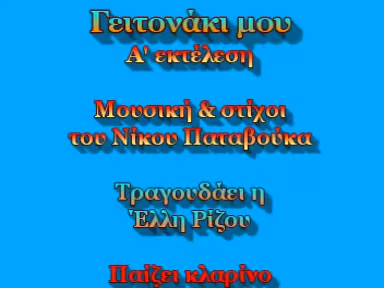 Γειτονάκι μου
Α' εκτέλεση
Μουσική & στίχοι
του Νίκου Παταβούκα
Τραγουδάει η
Έλλη Ρίζου
Παίζει κλαρίνο